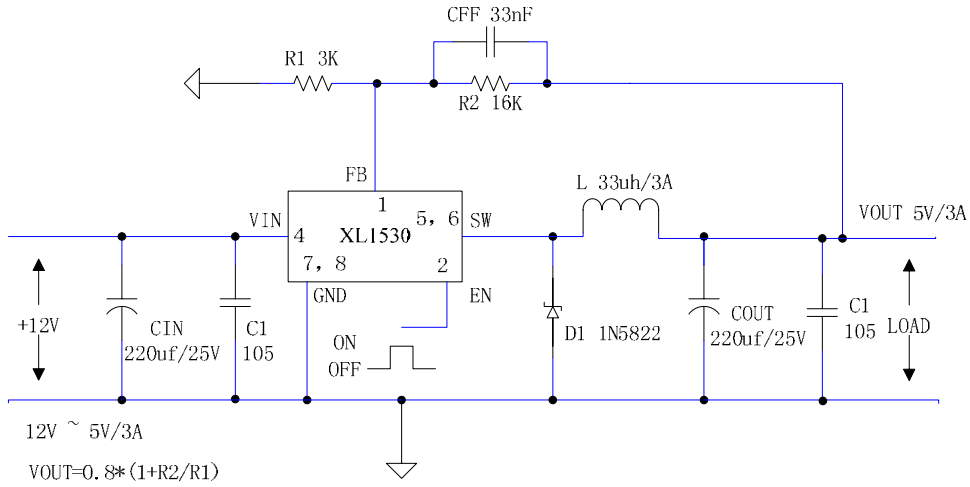 CFF 33nF
R1 3K
R2 16K
FB
L 33uh/3A
1
VIN
5, 6
SW
VOUT 5V/3A
4
XL1530
7, 8
2
GND
EN
+12V
CIN
220uf/25V
C1
105
ON
OFF
D1 1N5822
COUT
220uf/25V
C1
105
LOAD
12V ~ 5V/3A
VOUT=0.8*(1+R2/R1)